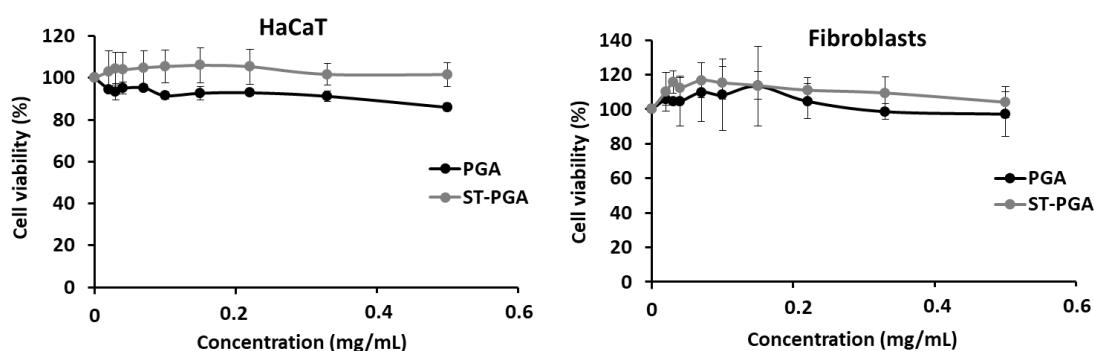 HaCaT
120
100
80
60
40
20
0
Cell viability (%)
PGA
ST-PGA
0 0.2 0.4 0.6
Concentration (mg/mL)
Fibroblasts
140
120
100
80
60
40
20
0
Cell viability (%)
PGA
ST-PGA
0 0.2 0.4 0.6
Concentration (mg/mL)